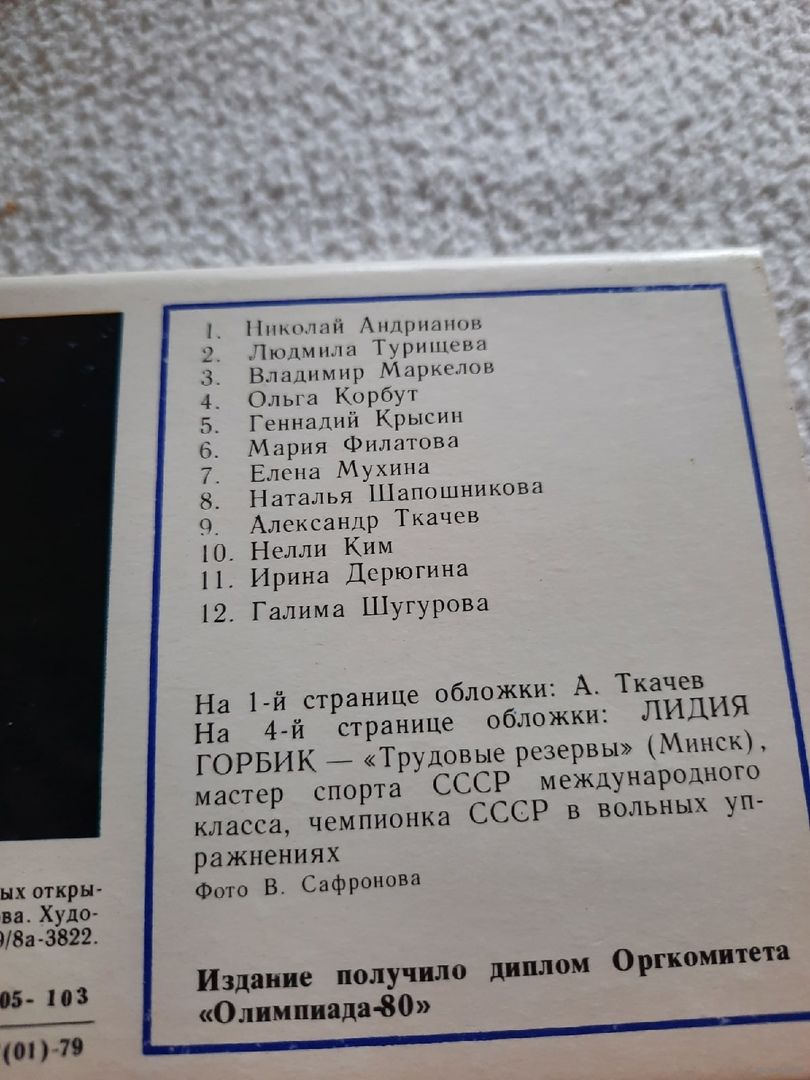 1. Николай Андрианов
2. Людмила Турищева
3. Владимир Маркелов
4. Ольга Корбут
5. Геннадий Крысин
6. Мария Филатова
7. Елена Мухина
8. Наталья Шапошникова
9. Александр Ткачев
10. Нелли Ким
11. Ирина Дерюгина
12. Галима Шугурова
На 1-й странице обложки: А. Ткачев
На 4-й странице обложки: ЛИДИЯ
ГОРБИК — «Трудовые резервы» (Минск),
мастер спорта СССР международного
класса, чемпионка СССР в вольных уп-
ражнениях
Фото В. Сафронова
Издание получило диплом Оргкомитета
«Олимпиада-80»
ых откры-
ва. Худо-
9/8а-3822.
05- 103
(01)-79